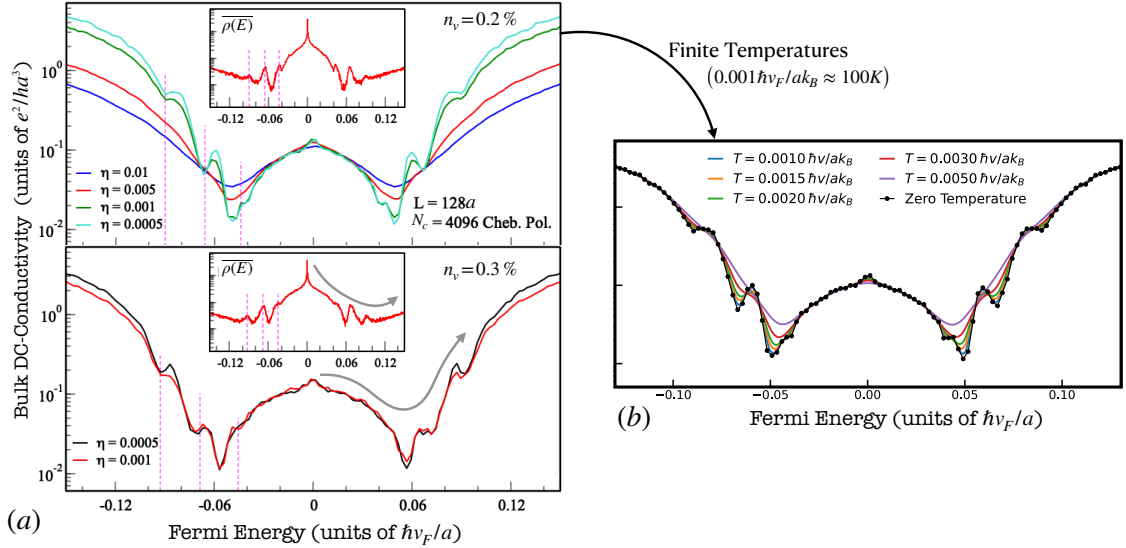 Bulk DC-Conductivity (units of e²/ha³)
10⁰
10⁻¹
10⁻²
n_v = 0.2 %
ρ(E)
-0.12 -0.06 0 0.06 0.12
η = 0.01
η = 0.005
η = 0.001
η = 0.0005
L = 128a
N_c = 4096 Cheb. Pol.
10⁰
10⁻¹
10⁻²
n_v = 0.3 %
ρ(E)
-0.12 -0.06 0 0.06 0.12
η = 0.0005
η = 0.001
-0.12 -0.06 0 0.06 0.12
Fermi Energy (units of ħv_F/a)
(a)
Finite Temperatures
(0.001ħv_F/ak_B ≈ 100K)
T = 0.0010 ħv/ak_B
T = 0.0015 ħv/ak_B
T = 0.0020 ħv/ak_B
T = 0.0030 ħv/ak_B
T = 0.0050 ħv/ak_B
Zero Temperature
−0.10 −0.05 0.00 0.05 0.10
Fermi Energy (units of ħv_F/a)
(b)